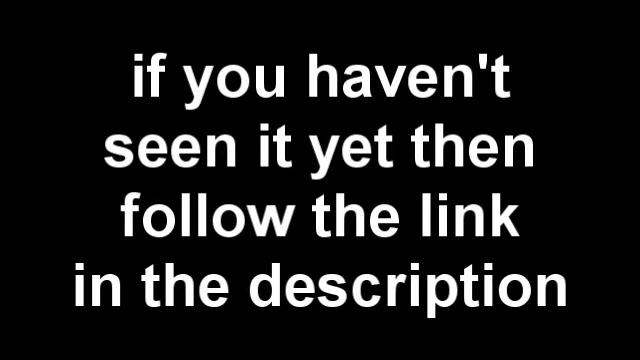 if you haven't
seen it yet then
follow the link
in the description